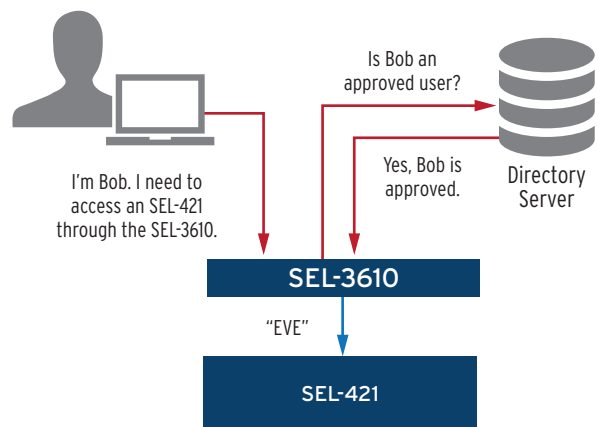 I'm Bob. I need to
access an SEL-421
through the SEL-3610.
Is Bob an
approved user?
Yes, Bob is
approved.
Directory
Server
SEL-3610
“EVE”
SEL-421